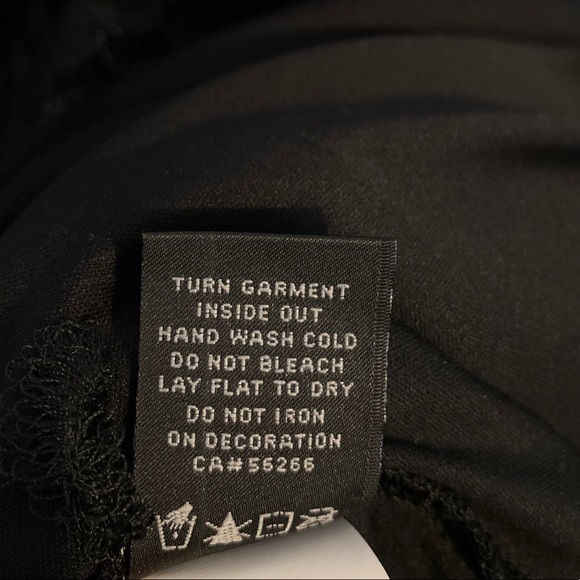 TURN GARMENT
INSIDE OUT
HAND WASH COLD
DO NOT BLEACH
LAY FLAT TO DRY
DO NOT IRON
ON DECORATION
CA#56266